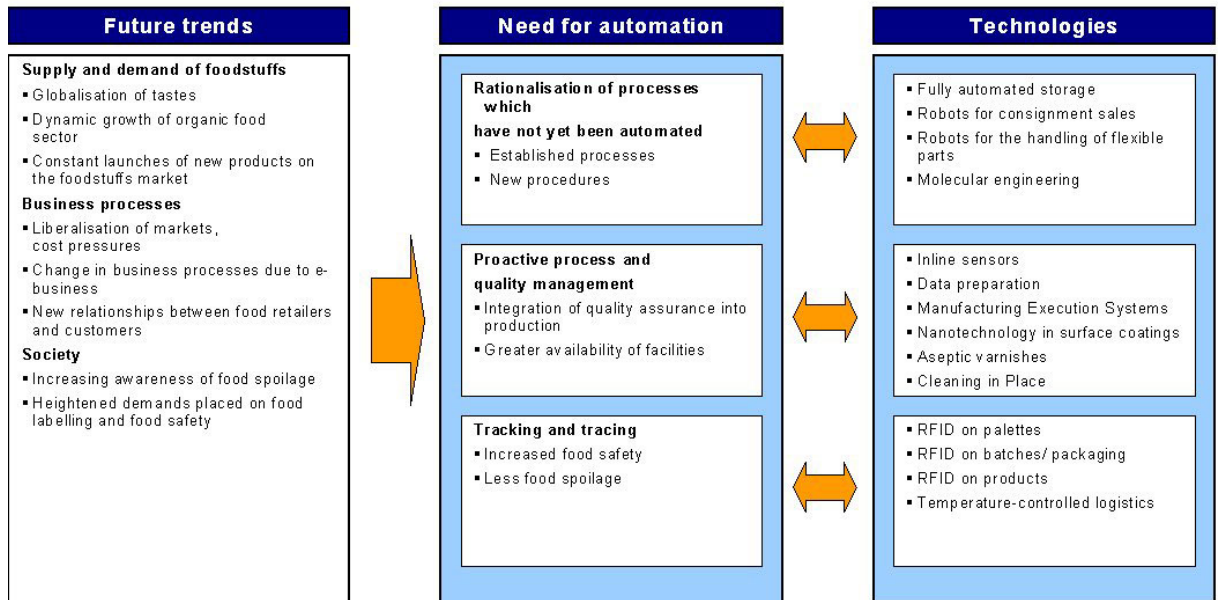 Future trends
Supply and demand of foodstuffs
▪ Globalisation of tastes
▪ Dynamic growth of organic food
sector
▪ Constant launches of new products on
the foodstuffs market
Business processes
▪ Liberalisation of markets,
cost pressures
▪ Change in business processes due to e-
business
▪ New relationships between food retailers
and customers
Society
▪ Increasing awareness of food spoilage
▪ Heightened demands placed on food
labelling and food safety
Need for automation
Rationalisation of processes
which
have not yet been automated
▪ Established processes
▪ New procedures
Proactive process and
quality management
▪ Integration of quality assurance into
production
▪ Greater availability of facilities
Tracking and tracing
▪ Increased food safety
▪ Less food spoilage
Technologies
▪ Fully automated storage
▪ Robots for consignment sales
▪ Robots for the handling of flexible
parts
▪ Molecular engineering
▪ Inline sensors
▪ Data preparation
▪ Manufacturing Execution Systems
▪ Nanotechnology in surface coatings
▪ Aseptic varnishes
▪ Cleaning in Place
▪ RFID on palettes
▪ RFID on batches/ packaging
▪ RFID on products
▪ Temperature-controlled logistics